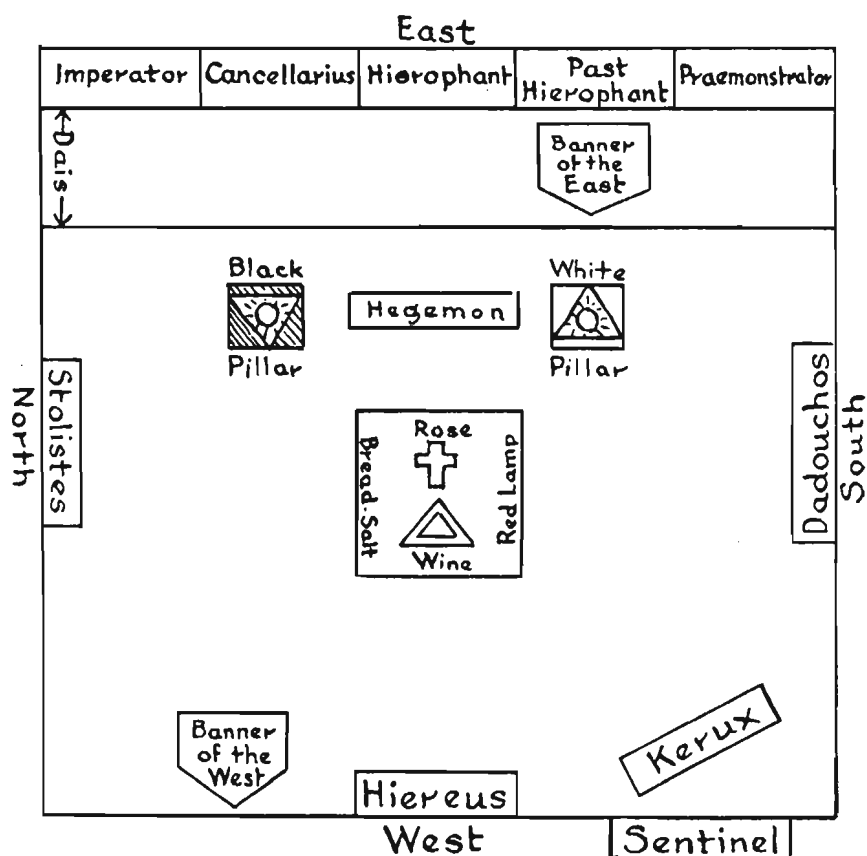 East
Imperator
Cancellarius
Hierophant
Past
Hierophant
Praemonstrator
Dais
Banner
of the
East
Black
Pillar
Hegemon
White
Pillar
North
Stolistes
Rose
Bread-Salt
Red Lamp
Wine
Dadouchos
South
Banner
of the
West
Hiereus
Kerux
West
Sentinel